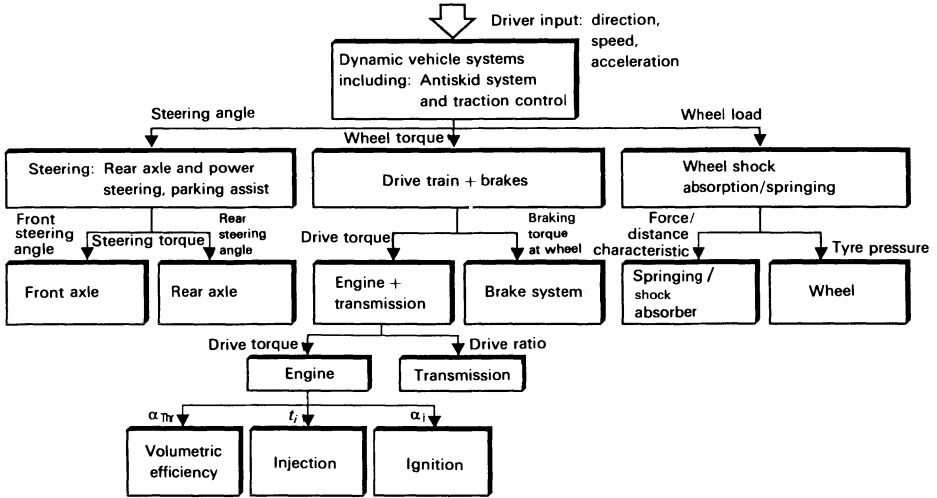 Driver input: direction,
speed,
acceleration
Dynamic vehicle systems
including: Antiskid system
and traction control
Steering angle
Wheel torque
Wheel load
Steering: Rear axle and power
steering, parking assist
Drive train + brakes
Wheel shock
absorption/springing
Front
steering
angle
Steering torque
Rear
steering
angle
Drive torque
Braking
torque
at wheel
Force/
distance
characteristic
Tyre pressure
Front axle
Rear axle
Engine +
transmission
Brake system
Springing /
shock
absorber
Wheel
Drive torque
Drive ratio
Engine
Transmission
α Thr
ti
αi
Volumetric
efficiency
Injection
Ignition